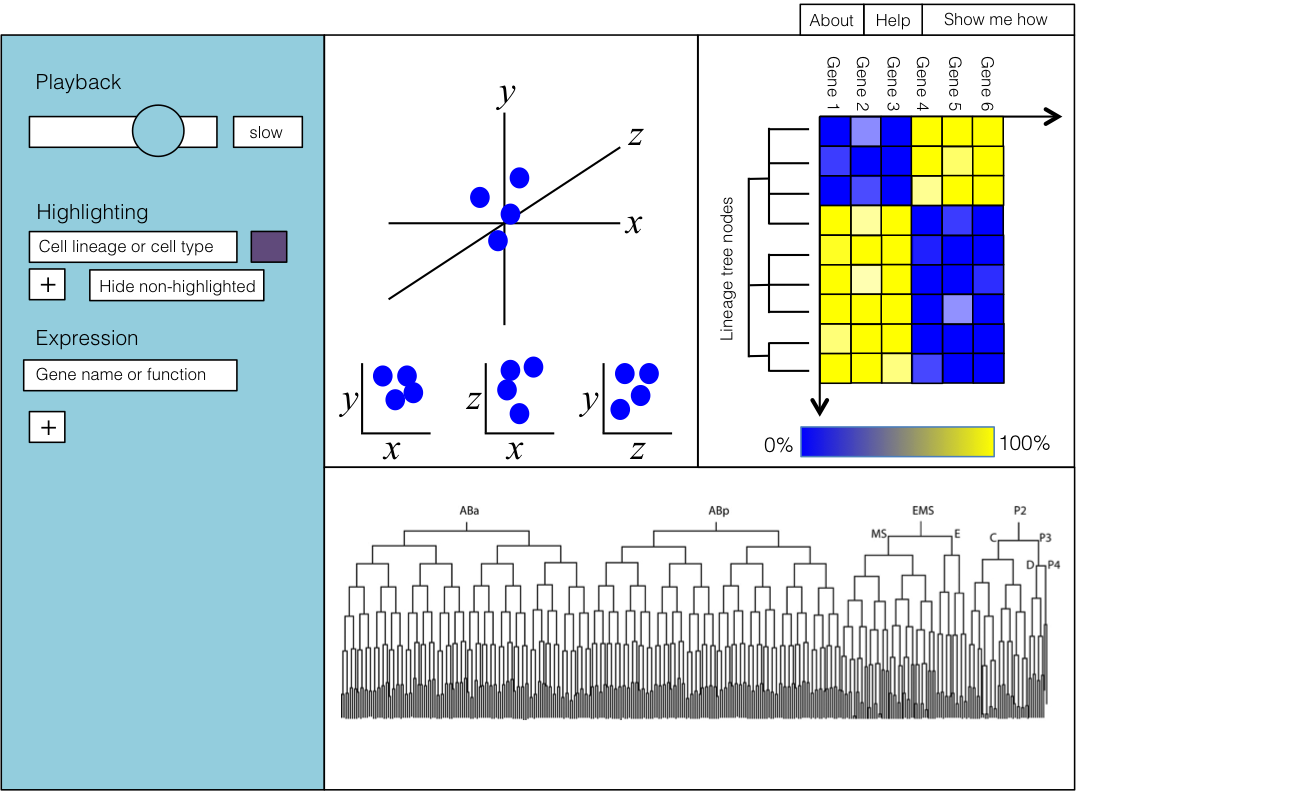 About
Help
Show me how
Playback
slow
Highlighting
Cell lineage or cell type
+
Hide non-highlighted
Expression
Gene name or function
+
y
z
x
y
x
z
x
y
z
Gene 1
Gene 2
Gene 3
Gene 4
Gene 5
Gene 6
Lineage tree nodes
0%
100%
ABa
ABp
EMS
P2
MS
E
C
P3
D
P4